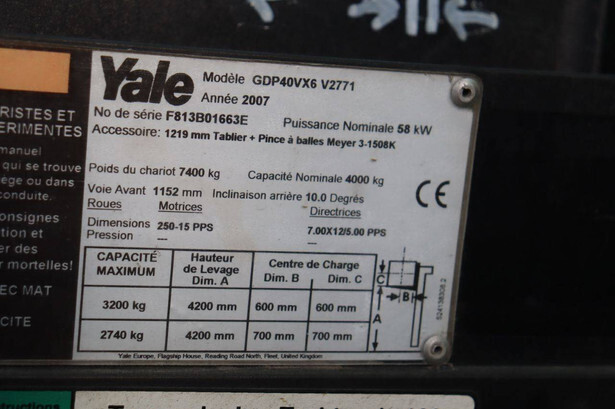 Yale Modèle GDP40VX6 V2771
Année 2007
No de série F813B01663E Puissance Nominale 58 kW
Accessoire: 1219 mm Tablier + Pince à balles Meyer 3-1508K
Poids du chariot 7400 kg Capacité Nominale 4000 kg
Voie Avant 1152 mm Inclinaison arrière 10.0 Degrés
Roues Motrices Directrices
Dimensions 250-15 PPS 7.00X12/5.00 PPS
Pression --- ---
CAPACITÉ MAXIMUM Hauteur de Levage Dim. A Centre de Charge Dim. B Dim. C
3200 kg 4200 mm 600 mm 600 mm
2740 kg 4200 mm 700 mm 700 mm
C B A
Yale Europe, Flagship House, Reading Road North, Fleet, United Kingdom
CE
RISTES ET
ERIMENTES
manuel
qui se trouve
ege ou dans
conduite.
onsignes
tion et
er des
r mortelles!
EC MAT
CITE